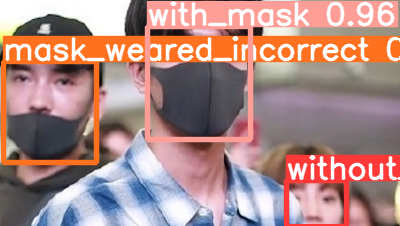 with_mask 0.96
mask_weared_incorrect 0
without